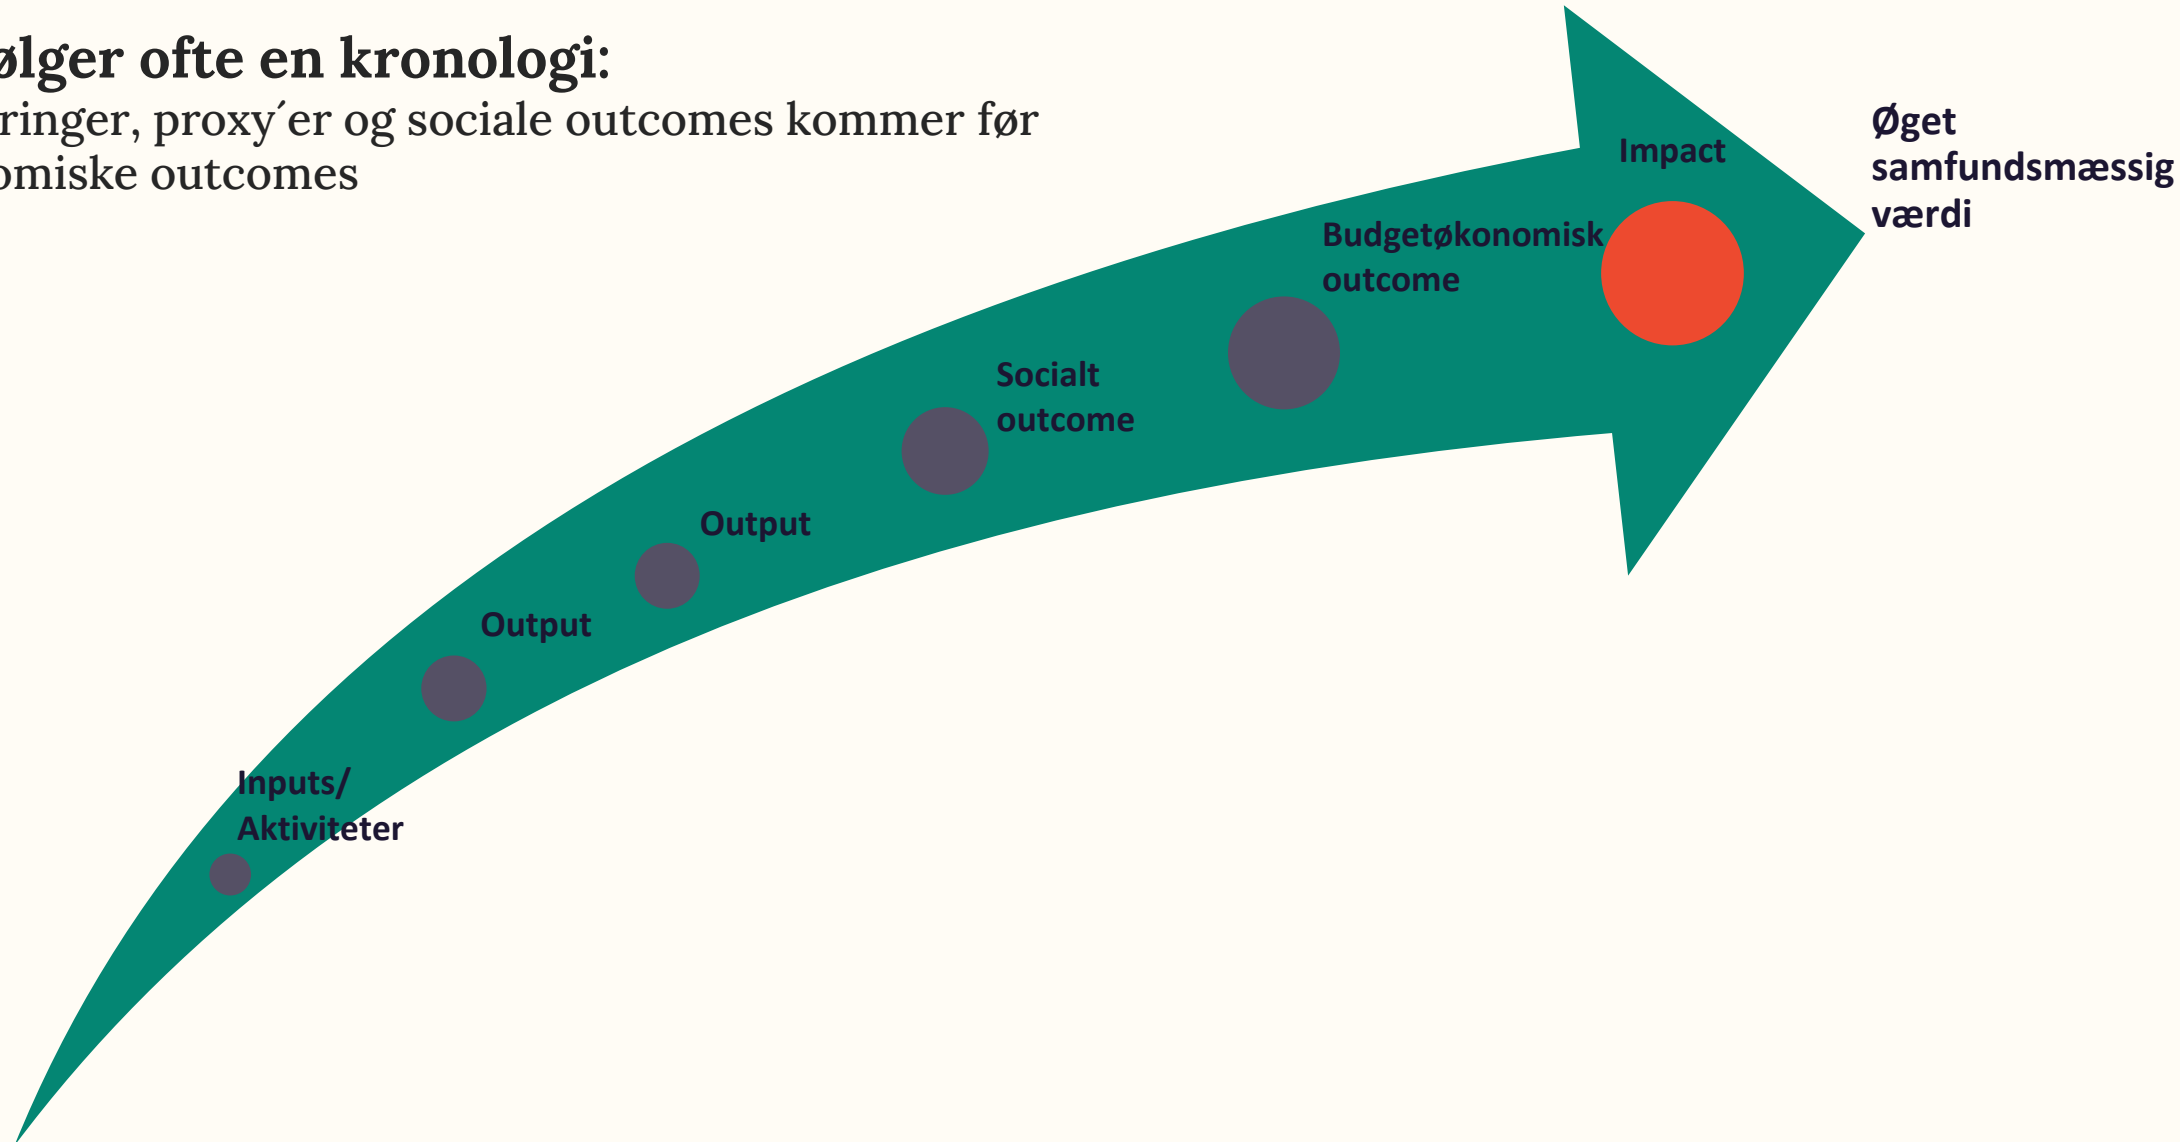 ølger ofte en kronologi:
ringer, proxy´er og sociale outcomes kommer før
omiske outcomes
Impact
Øget
samfundsmæssig
værdi
Budgetøkonomisk
outcome
Socialt
outcome
Output
Output
Inputs/
Aktiviteter